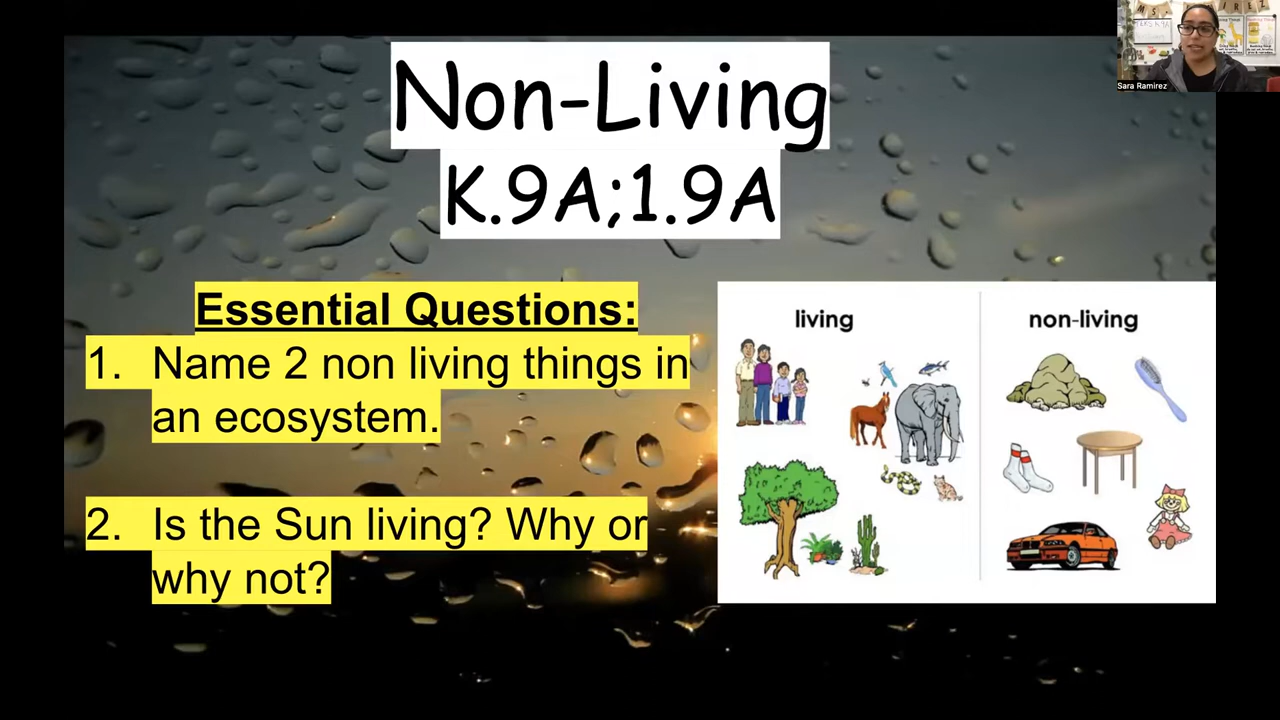 Non-Living
K.9A;1.9A
Essential Questions:
1. Name 2 non living things in
an ecosystem.
2. Is the Sun living? Why or
why not?
living
non-living
Sara Ramirez